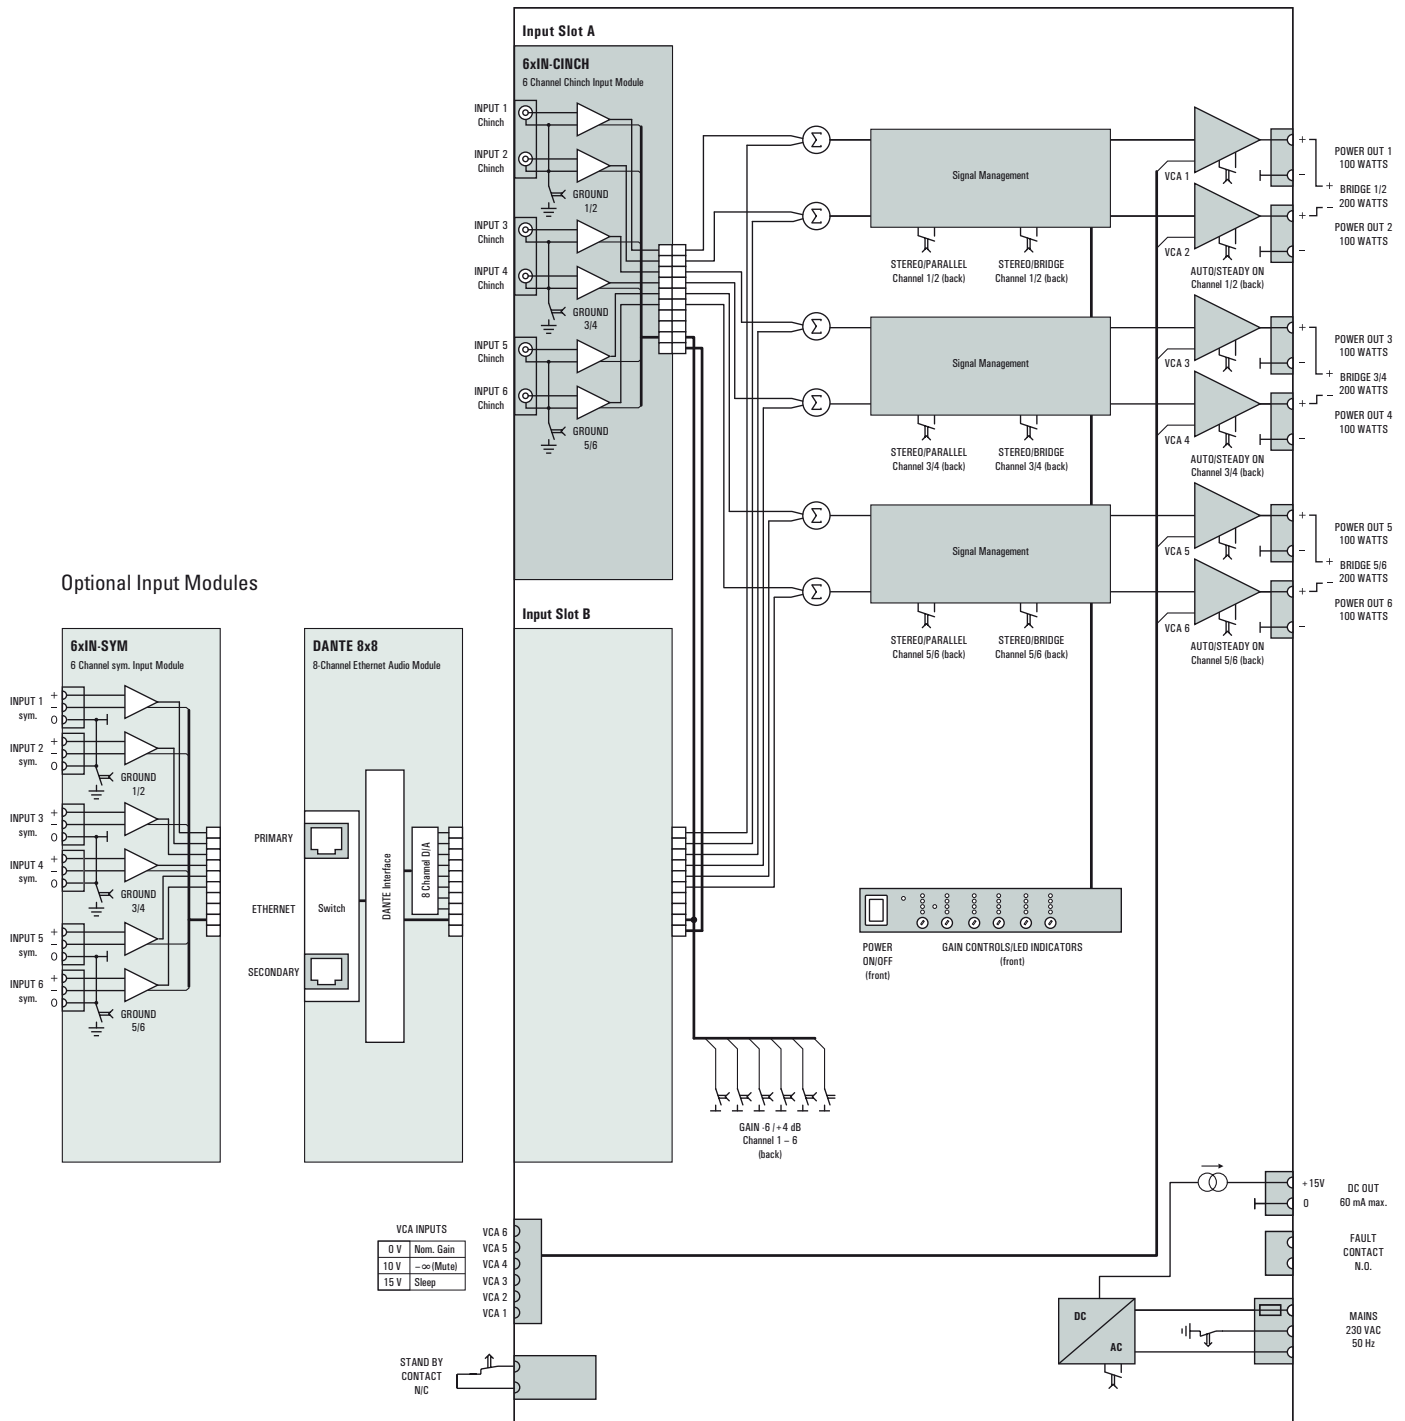 Input Slot A
6xIN-CINCH
6 Channel Chinch Input Module
INPUT 1
Chinch
INPUT 2
Chinch
GROUND
1/2
INPUT 3
Chinch
INPUT 4
Chinch
GROUND
3/4
INPUT 5
Chinch
INPUT 6
Chinch
GROUND
5/6
Σ
Σ
Signal Management
STEREO/PARALLEL
Channel 1/2 (back)
STEREO/BRIDGE
Channel 1/2 (back)
VCA 1
VCA 2
AUTO/STEADY ON
Channel 1/2 (back)
+
−
+
−
POWER OUT 1
100 WATTS
+ BRIDGE 1/2
− 200 WATTS
POWER OUT 2
100 WATTS
Σ
Σ
Signal Management
STEREO/PARALLEL
Channel 3/4 (back)
STEREO/BRIDGE
Channel 3/4 (back)
VCA 3
VCA 4
AUTO/STEADY ON
Channel 3/4 (back)
+
−
+
−
POWER OUT 3
100 WATTS
+ BRIDGE 3/4
− 200 WATTS
POWER OUT 4
100 WATTS
Σ
Σ
Signal Management
STEREO/PARALLEL
Channel 5/6 (back)
STEREO/BRIDGE
Channel 5/6 (back)
VCA 5
VCA 6
AUTO/STEADY ON
Channel 5/6 (back)
+
−
+
−
POWER OUT 5
100 WATTS
+ BRIDGE 5/6
− 200 WATTS
POWER OUT 6
100 WATTS
Optional Input Modules
6xIN-SYM
6 Channel sym. Input Module
INPUT 1
sym.
+
−
0
INPUT 2
sym.
+
−
0
GROUND
1/2
INPUT 3
sym.
+
−
0
INPUT 4
sym.
+
−
0
GROUND
3/4
INPUT 5
sym.
+
−
0
INPUT 6
sym.
+
−
0
GROUND
5/6
DANTE 8x8
8-Channel Ethernet Audio Module
PRIMARY
ETHERNET
SECONDARY
Switch
DANTE Interface
8 Channel D/A
Input Slot B
POWER
ON/OFF
(front)
GAIN CONTROLS/LED INDICATORS
(front)
GAIN -6 / +4 dB
Channel 1 – 6
(back)
VCA INPUTS
0 V Nom. Gain
10 V −∞ (Mute)
15 V Sleep
VCA 6
VCA 5
VCA 4
VCA 3
VCA 2
VCA 1
STAND BY
CONTACT
N/C
+15V
0
DC OUT
60 mA max.
FAULT
CONTACT
N.O.
DC
AC
MAINS
230 VAC
50 Hz